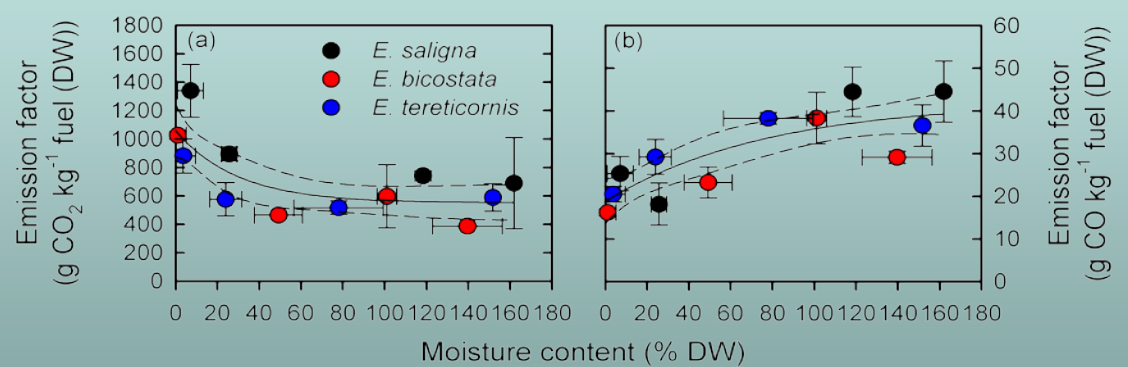 1800
1600
1400
1200
1000
800
600
400
200
0
Emission factor
(g CO₂ kg⁻¹ fuel (DW))
(a)
E. saligna
E. bicostata
E. tereticornis
0 20 40 60 80 100 120 140 160 180
(b)
0 20 40 60 80 100 120 140 160 180
60
50
40
30
20
10
0
Emission factor
(g CO kg⁻¹ fuel (DW))
Moisture content (% DW)